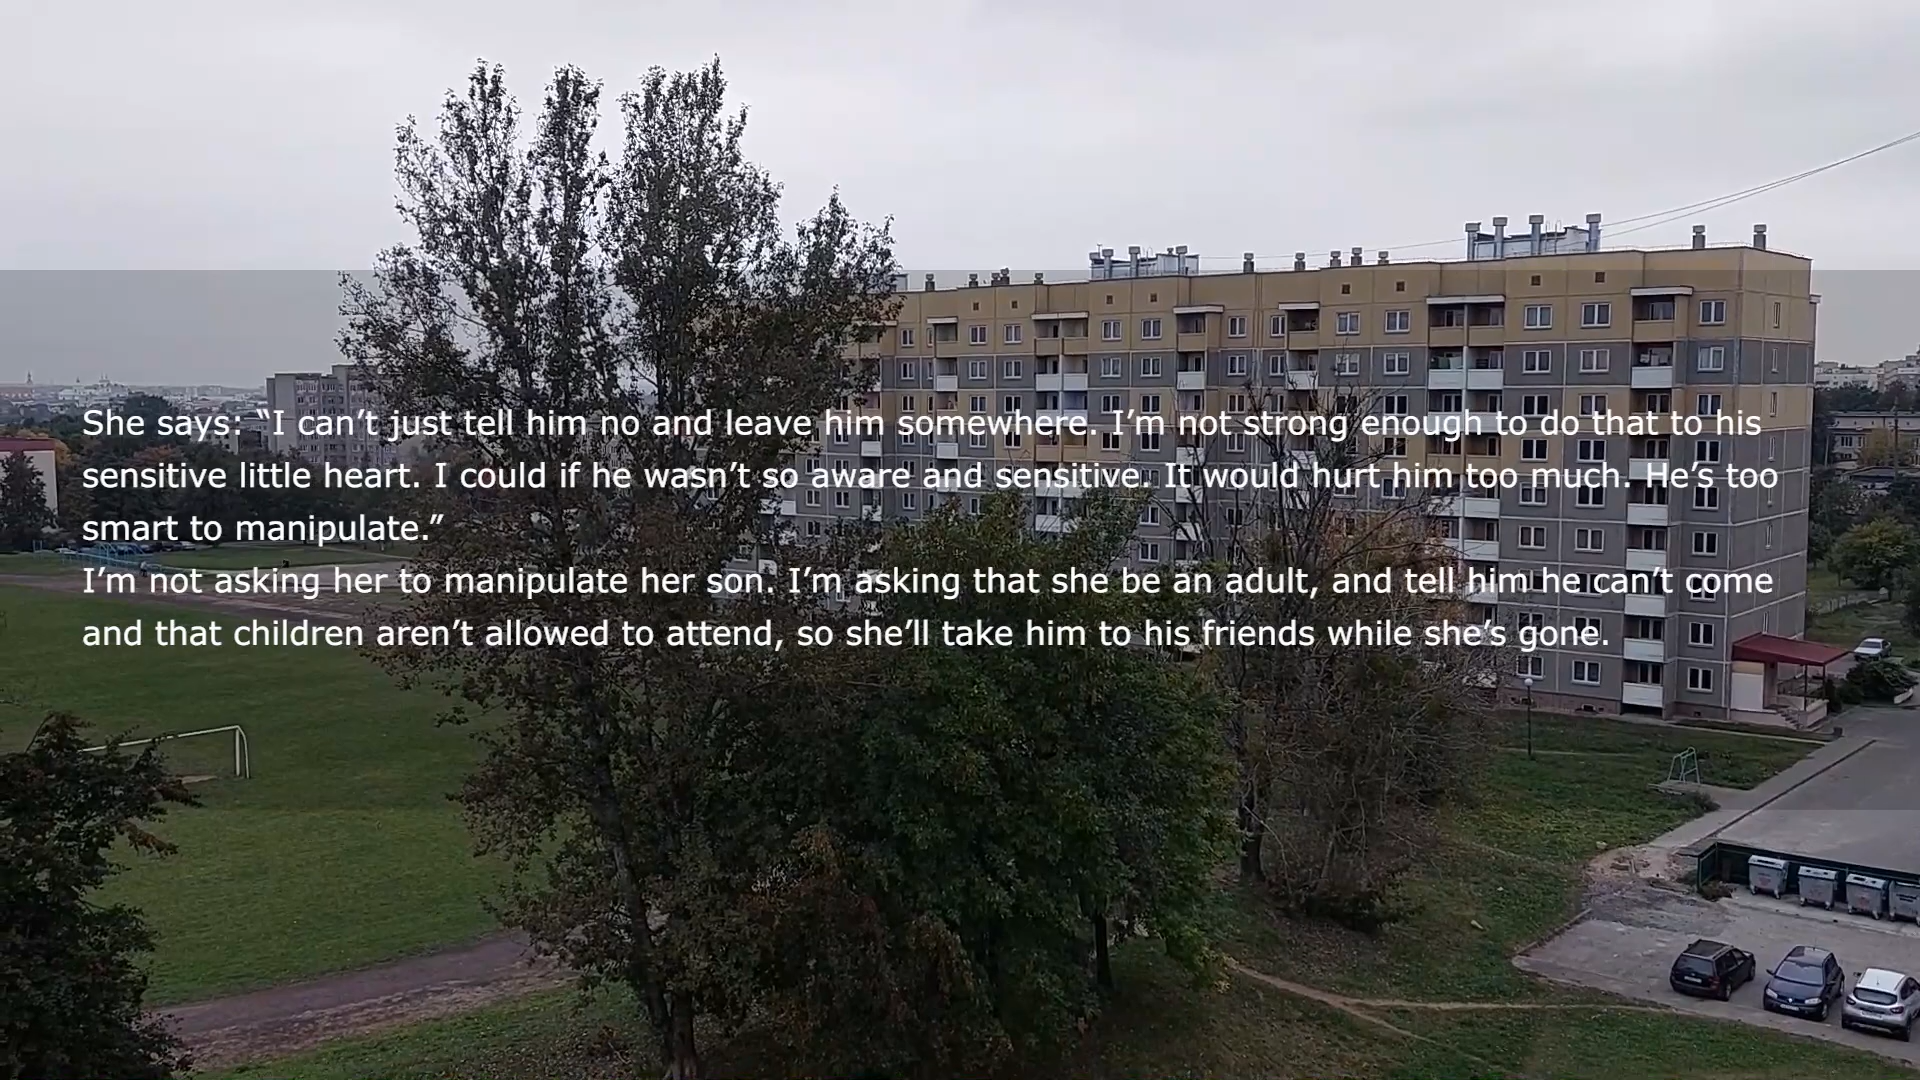 She says: “I can’t just tell him no and leave him somewhere. I’m not strong enough to do that to his
sensitive little heart. I could if he wasn’t so aware and sensitive. It would hurt him too much. He’s too
smart to manipulate.”
I’m not asking her to manipulate her son. I’m asking that she be an adult, and tell him he can’t come
and that children aren’t allowed to attend, so she’ll take him to his friends while she’s gone.